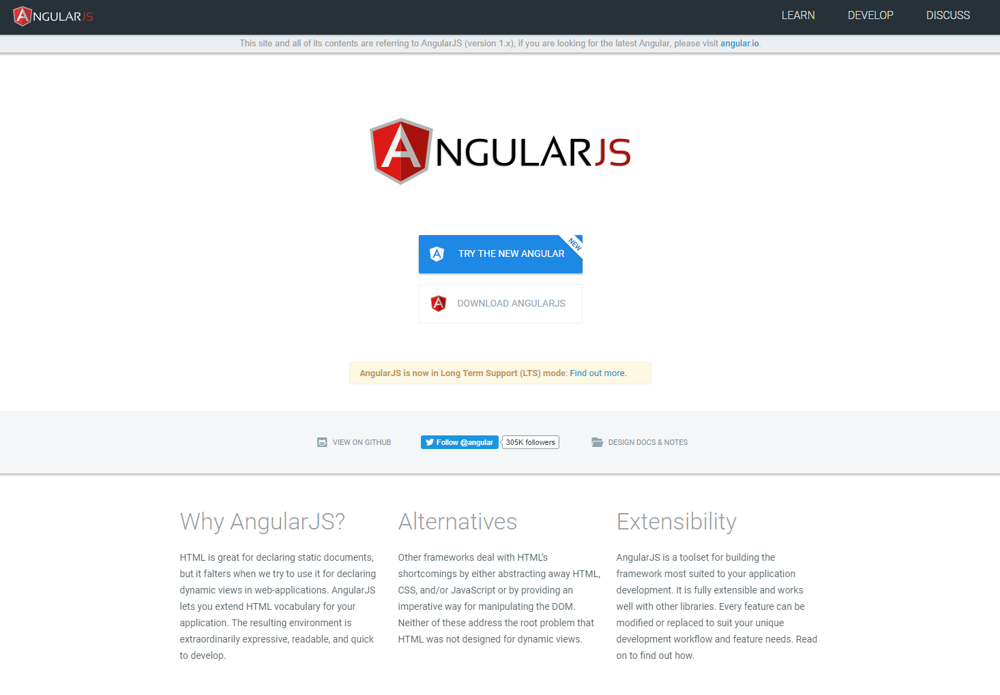 ANGULARJS
LEARN
DEVELOP
DISCUSS
This site and all of its contents are referring to AngularJS (version 1.x), if you are looking for the latest Angular, please visit angular.io.
ANGULARJS
TRY THE NEW ANGULAR
NEW
DOWNLOAD ANGULARJS
AngularJS is now in Long Term Support (LTS) mode: Find out more.
VIEW ON GITHUB
Follow @angular
305K followers
DESIGN DOCS & NOTES
Why AngularJS?
HTML is great for declaring static documents,
but it falters when we try to use it for declaring
dynamic views in web-applications. AngularJS
lets you extend HTML vocabulary for your
application. The resulting environment is
extraordinarily expressive, readable, and quick
to develop.
Alternatives
Other frameworks deal with HTML’s
shortcomings by either abstracting away HTML,
CSS, and/or JavaScript or by providing an
imperative way for manipulating the DOM.
Neither of these address the root problem that
HTML was not designed for dynamic views.
Extensibility
AngularJS is a toolset for building the
framework most suited to your application
development. It is fully extensible and works
well with other libraries. Every feature can be
modified or replaced to suit your unique
development workflow and feature needs. Read
on to find out how.